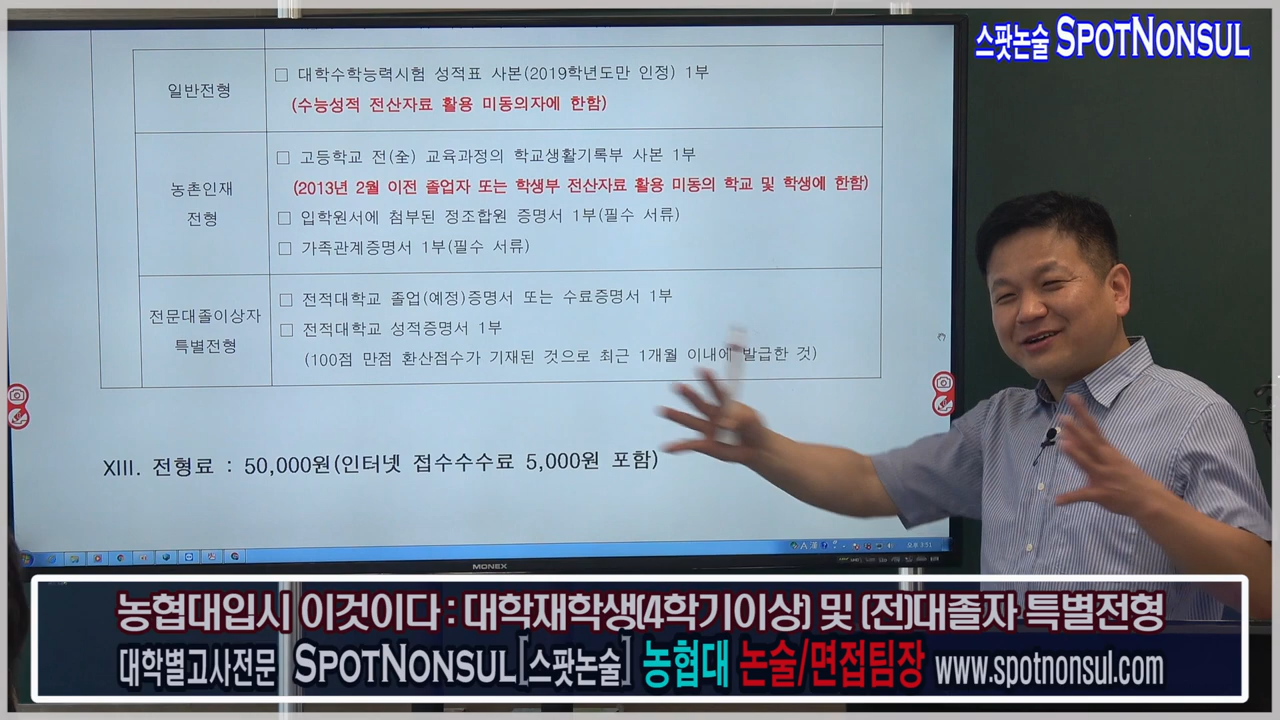 스팟논술 SPOTNONSUL
일반전형
□ 대학수학능력시험 성적표 사본(2019학년도만 인정) 1부
(수능성적 전산자료 활용 미동의자에 한함)
농촌인재
전형
□ 고등학교 전(全) 교육과정의 학교생활기록부 사본 1부
(2013년 2월 이전 졸업자 또는 학생부 전산자료 활용 미동의 학교 및 학생에 한함)
□ 입학원서에 첨부된 정조합원 증명서 1부(필수 서류)
□ 가족관계증명서 1부(필수 서류)
전문대졸이상자
특별전형
□ 전적대학교 졸업(예정)증명서 또는 수료증명서 1부
□ 전적대학교 성적증명서 1부
(100점 만점 환산점수가 기재된 것으로 최근 1개월 이내에 발급한 것)
XIII. 전형료 : 50,000원(인터넷 접수수수료 5,000원 포함)
A 漢
오후 3:51
MONEX
농협대입시 이것이다 : 대학재학생(4학기이상) 및 (전)대졸자 특별전형
대학별고사전문 SPOTNONSUL[스팟논술] 농협대 논술/면접팀장 www.spotnonsul.com